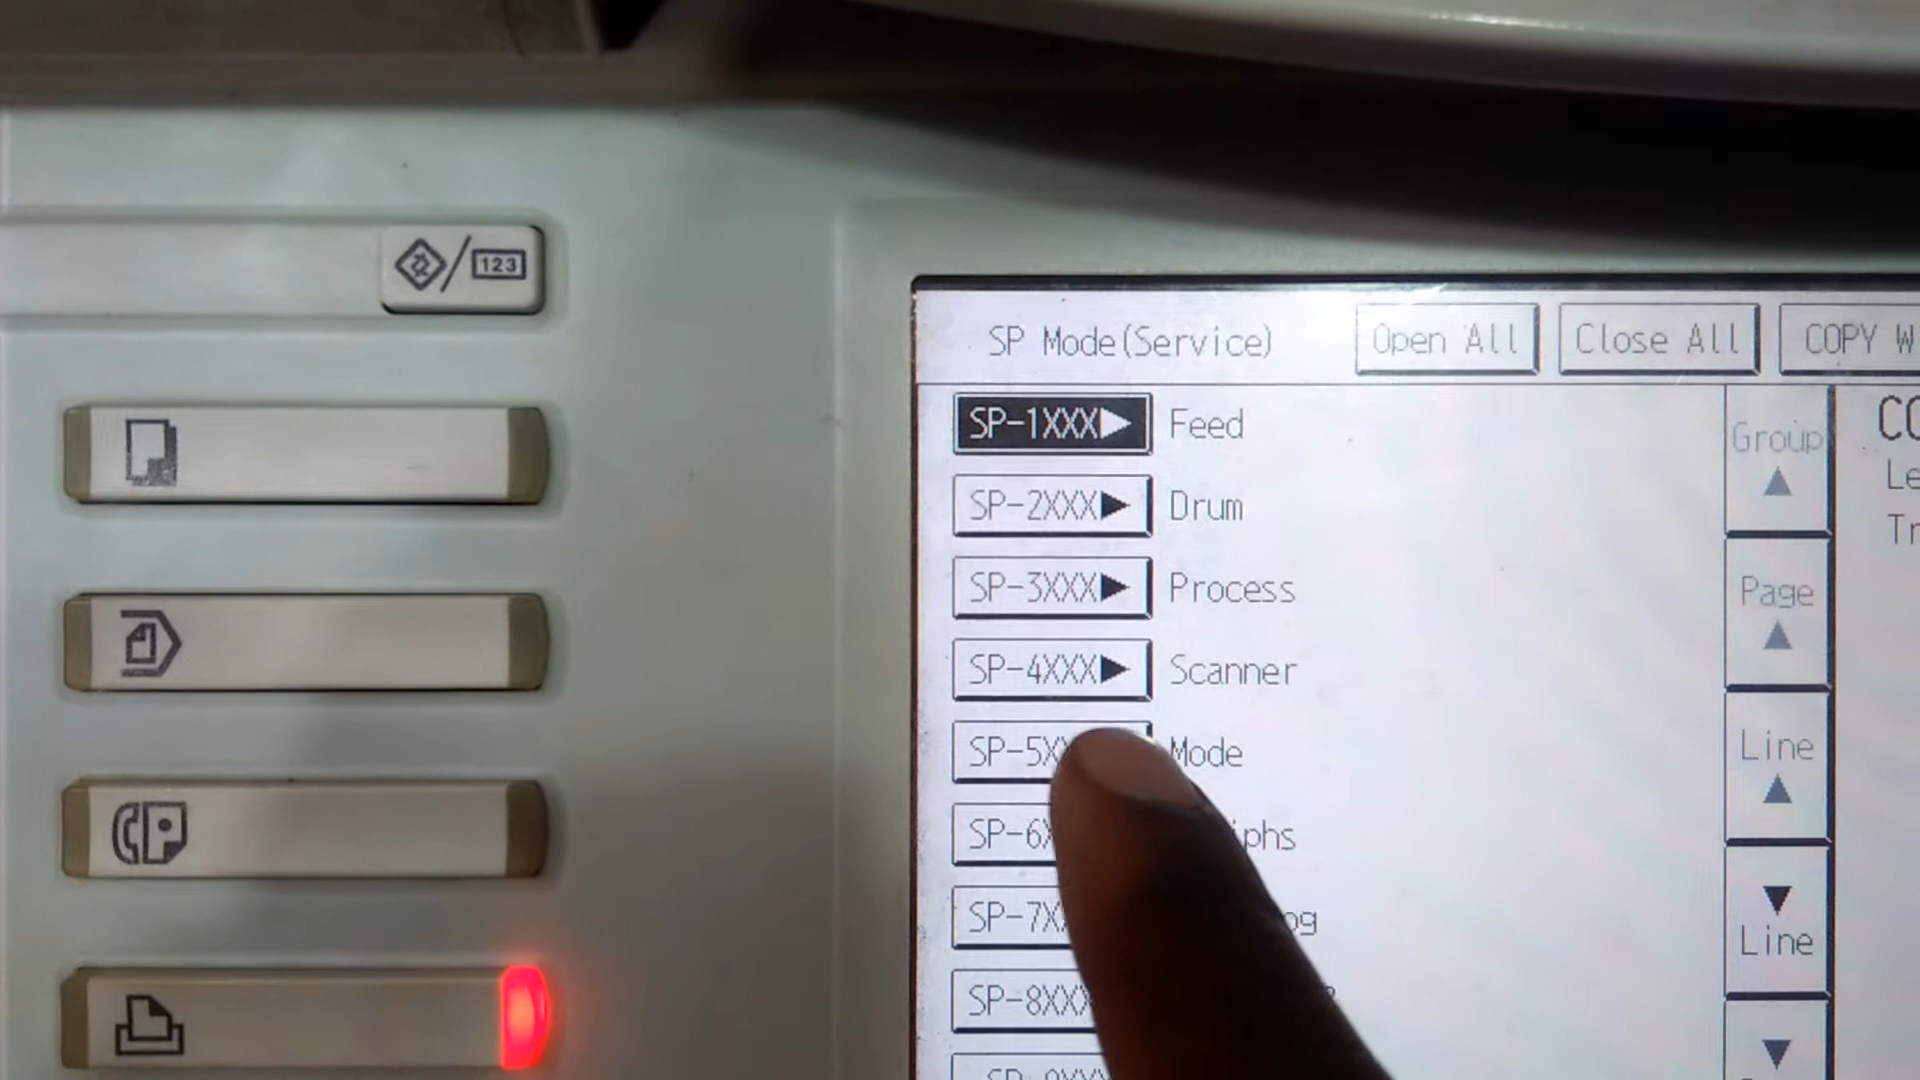 123
SP Mode(Service)
Open All
Close All
COPY W
SP-1XXX Feed
SP-2XXX Drum
SP-3XXX Process
SP-4XXX Scanner
SP-5X Mode
SP-6X
SP-7X
SP-8XXX
Group
Page
Line
Line